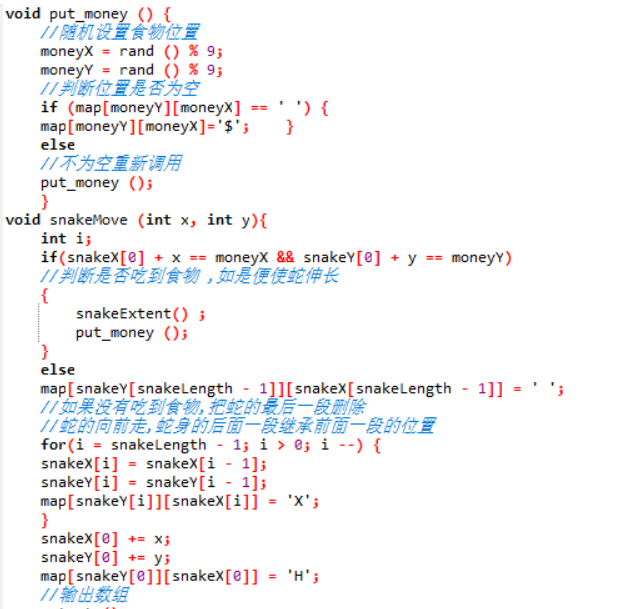 void put_money () {
//随机设置食物位置
moneyX = rand () % 9;
moneyY = rand () % 9;
//判断位置是否为空
if (map[moneyY][moneyX] == ' ') {
map[moneyY][moneyX]='$';    }
else
//不为空重新调用
put_money ();
}
void snakeMove (int x, int y){
int i;
if(snakeX[0] + x == moneyX && snakeY[0] + y == moneyY)
//判断是否吃到食物 ,如是便使蛇伸长
{
snakeExtent() ;
put_money ();
}
else
map[snakeY[snakeLength - 1]][snakeX[snakeLength - 1]] = ' ';
//如果没有吃到食物,把蛇的最后一段删除
//蛇的向前走,蛇身的后面一段继承前面一段的位置
for(i = snakeLength - 1; i > 0; i --) {
snakeX[i] = snakeX[i - 1];
snakeY[i] = snakeY[i - 1];
map[snakeY[i]][snakeX[i]] = 'X';
}
snakeX[0] += x;
snakeY[0] += y;
map[snakeY[0]][snakeX[0]] = 'H';
//输出数组